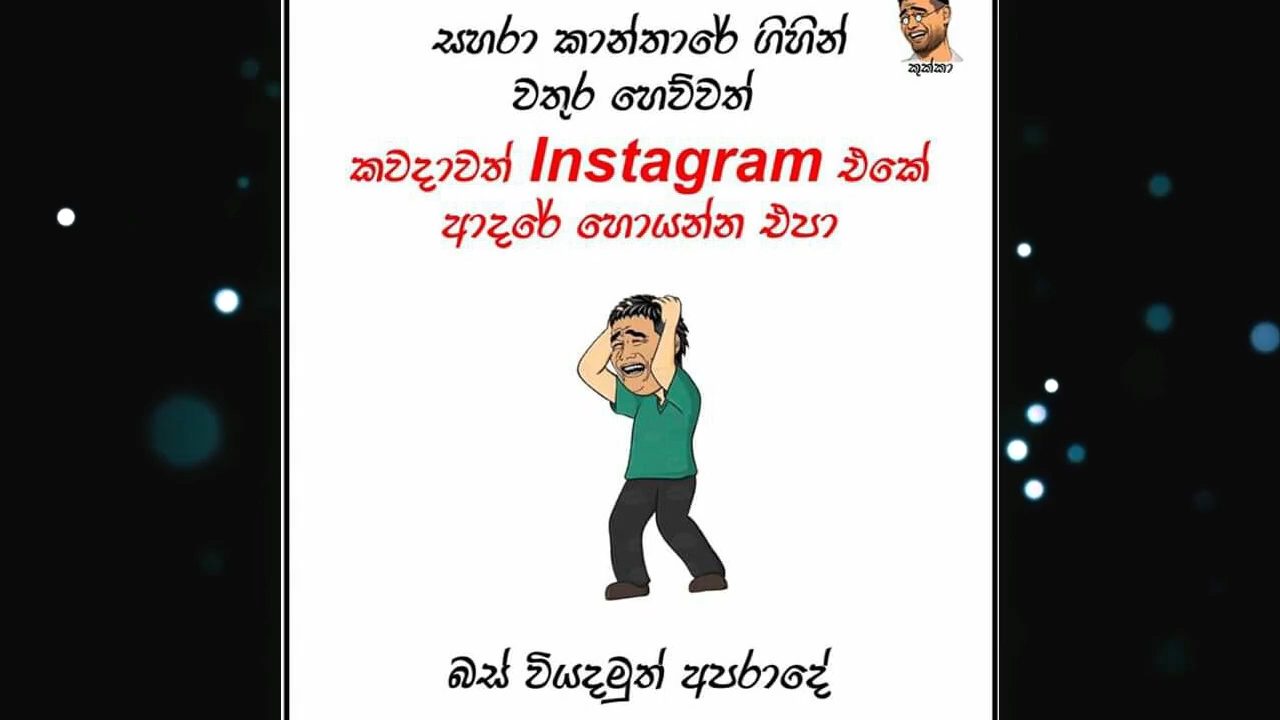 සහරා කාන්තාරේ ගිහින්
වතුර හෙව්වත්
කවදාවත් Instagram එකේ
ආදරේ හොයන්න එපා
කුක්කා
බස් වියදමුත් අපරාදේ